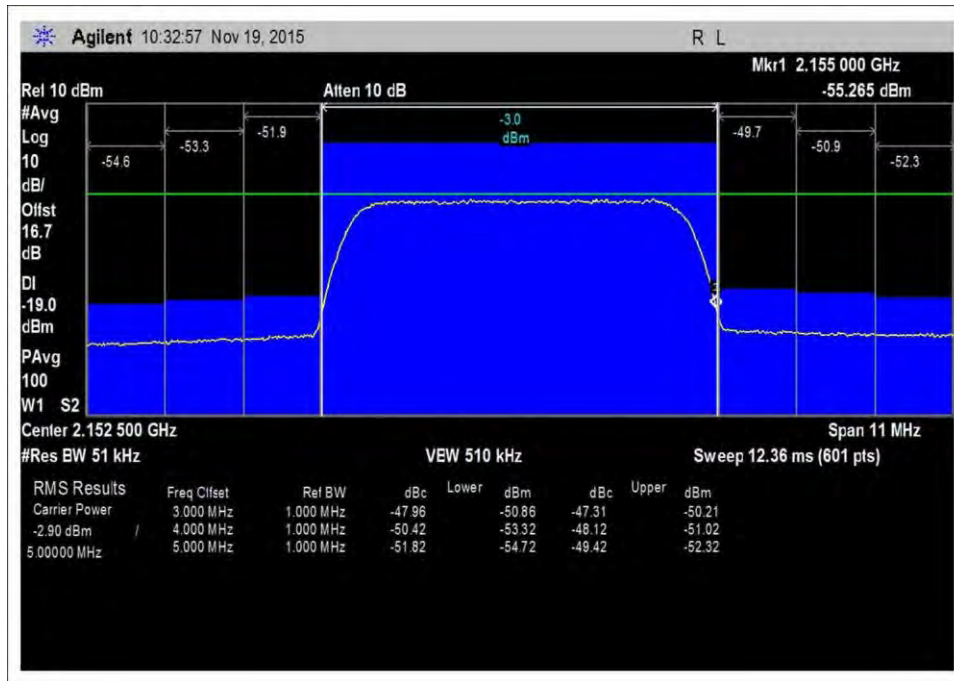 Agilent 10:32:57 Nov 19, 2015 R L
Mkr1 2.155 000 GHz
Rel 10 dBm Atten 10 dB -55.265 dBm
#Avg
Log
10
dB/
Offst
16.7
dB
DI
-19.0
dBm
PAvg
100
W1 S2
-54.6 -53.3 -51.9 -3.0 dBm -49.7 -50.9 -52.3
Center 2.152 500 GHz Span 11 MHz
#Res BW 51 kHz VEW 510 kHz Sweep 12.36 ms (601 pts)
RMS Results Freq Clfset Ref BW dBc Lower dBm dBc Upper dBm
Carrier Power 3.000 MHz 1.000 MHz -47.96 -50.86 -47.31 -50.21
-2.90 dBm / 4.000 MHz 1.000 MHz -50.42 -53.32 -48.12 -51.02
5.00000 MHz 5.000 MHz 1.000 MHz -51.82 -54.72 -49.42 -52.32